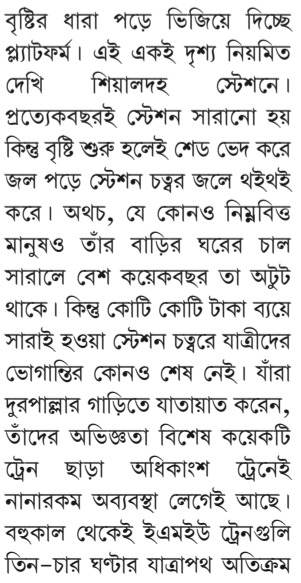 বৃষ্টির ধারা পড়ে ভিজিয়ে দিচ্ছে
প্ল্যাটফর্ম। এই একই দৃশ্য নিয়মিত
দেখি শিয়ালদহ স্টেশনে।
প্রত্যেকবছরই স্টেশন সারানো হয়
কিন্তু বৃষ্টি শুরু হলেই শেড ভেদ করে
জল পড়ে স্টেশন চত্বর জলে থইথই
করে। অথচ, যে কোনও নিম্নবিত্ত
মানুষও তাঁর বাড়ির ঘরের চাল
সারালে বেশ কয়েকবছর তা অটুট
থাকে। কিন্তু কোটি কোটি টাকা ব্যয়ে
সারাই হওয়া স্টেশন চত্বরে যাত্রীদের
ভোগান্তির কোনও শেষ নেই। যাঁরা
দুরপাল্লার গাড়িতে যাতায়াত করেন,
তাঁদের অভিজ্ঞতা বিশেষ কয়েকটি
ট্রেন ছাড়া অধিকাংশ ট্রেনেই
নানারকম অব্যবস্থা লেগেই আছে।
বহুকাল থেকেই ইএমইউ ট্রেনগুলি
তিন-চার ঘণ্টার যাত্রাপথ অতিক্রম